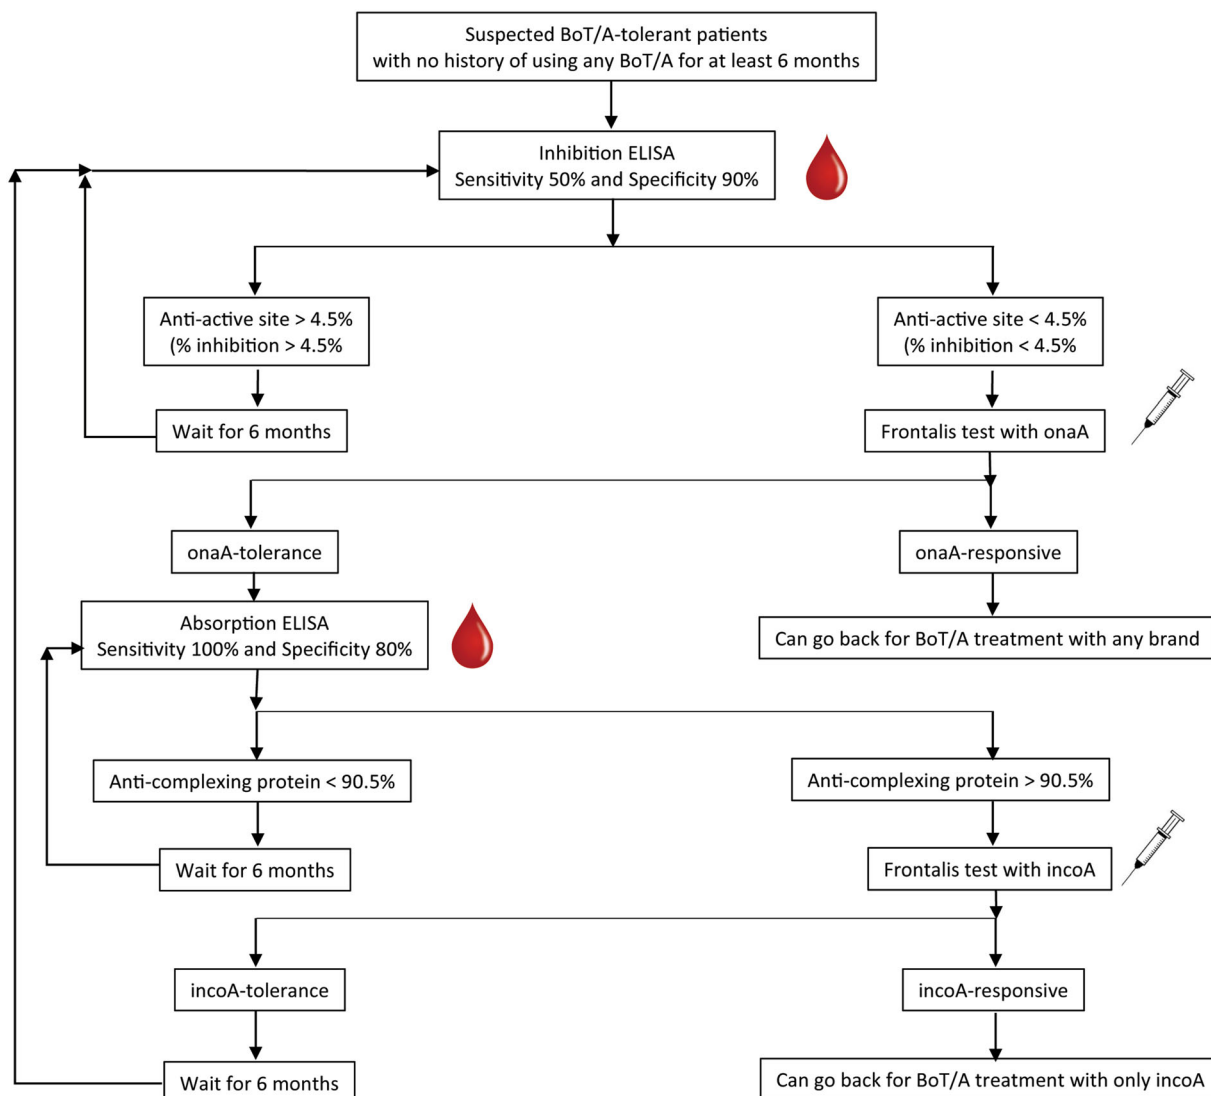 Suspected BoT/A-tolerant patients
with no history of using any BoT/A for at least 6 months
Inhibition ELISA
Sensitivity 50% and Specificity 90%
Anti-active site > 4.5%
(% inhibition > 4.5%
Anti-active site < 4.5%
(% inhibition < 4.5%
Wait for 6 months
Frontalis test with onaA
onaA-tolerance
onaA-responsive
Absorption ELISA
Sensitivity 100% and Specificity 80%
Can go back for BoT/A treatment with any brand
Anti-complexing protein < 90.5%
Anti-complexing protein > 90.5%
Wait for 6 months
Frontalis test with incoA
incoA-tolerance
incoA-responsive
Wait for 6 months
Can go back for BoT/A treatment with only incoA